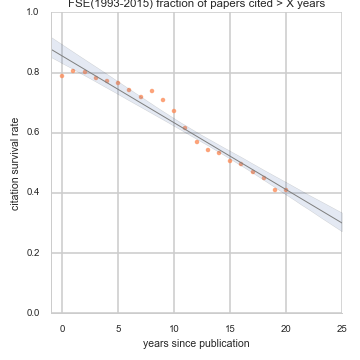 FSE(1993-2015) fraction of papers cited > X years
1.0
0.8
0.6
0.4
0.2
0.0
citation survival rate
0 5 10 15 20 25
years since publication